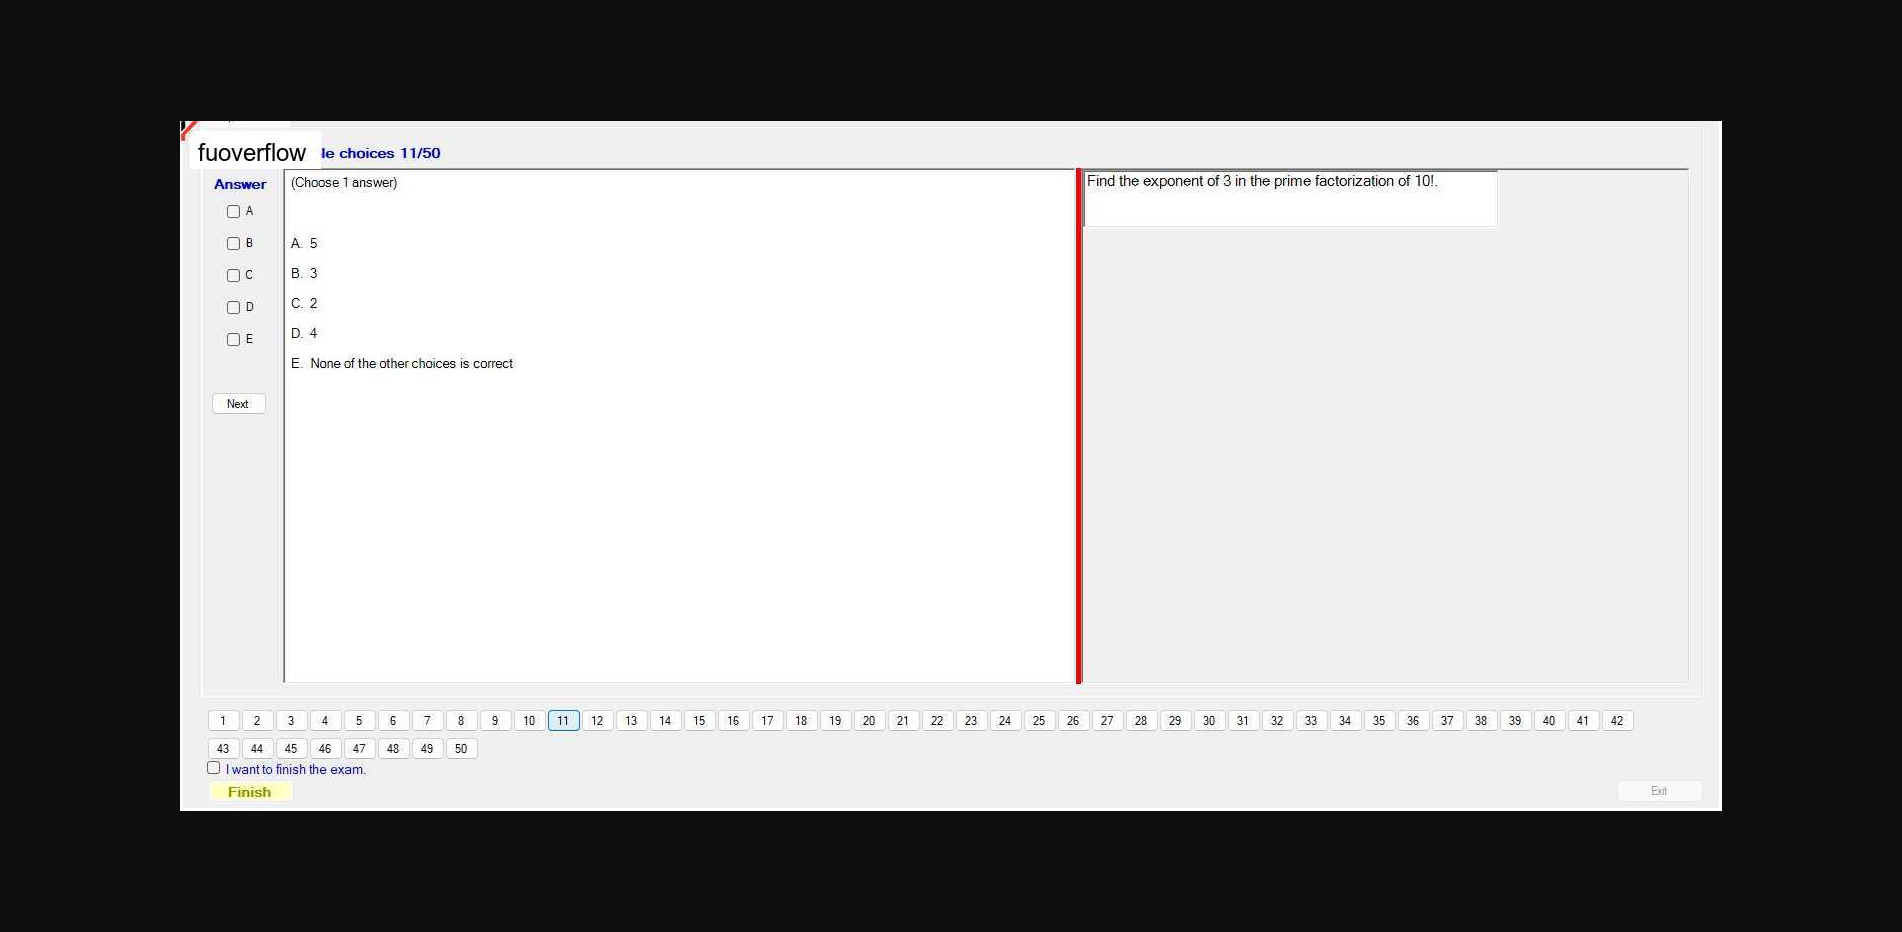 fuoverflow
le choices 11/50
Answer
A
B
C
D
E
Next
(Choose 1 answer)
A. 5
B. 3
C. 2
D. 4
E. None of the other choices is correct
Find the exponent of 3 in the prime factorization of 10!.
1 2 3 4 5 6 7 8 9 10 11 12 13 14 15 16 17 18 19 20 21 22 23 24 25 26 27 28 29 30 31 32 33 34 35 36 37 38 39 40 41 42
43 44 45 46 47 48 49 50
I want to finish the exam.
Finish
Exit